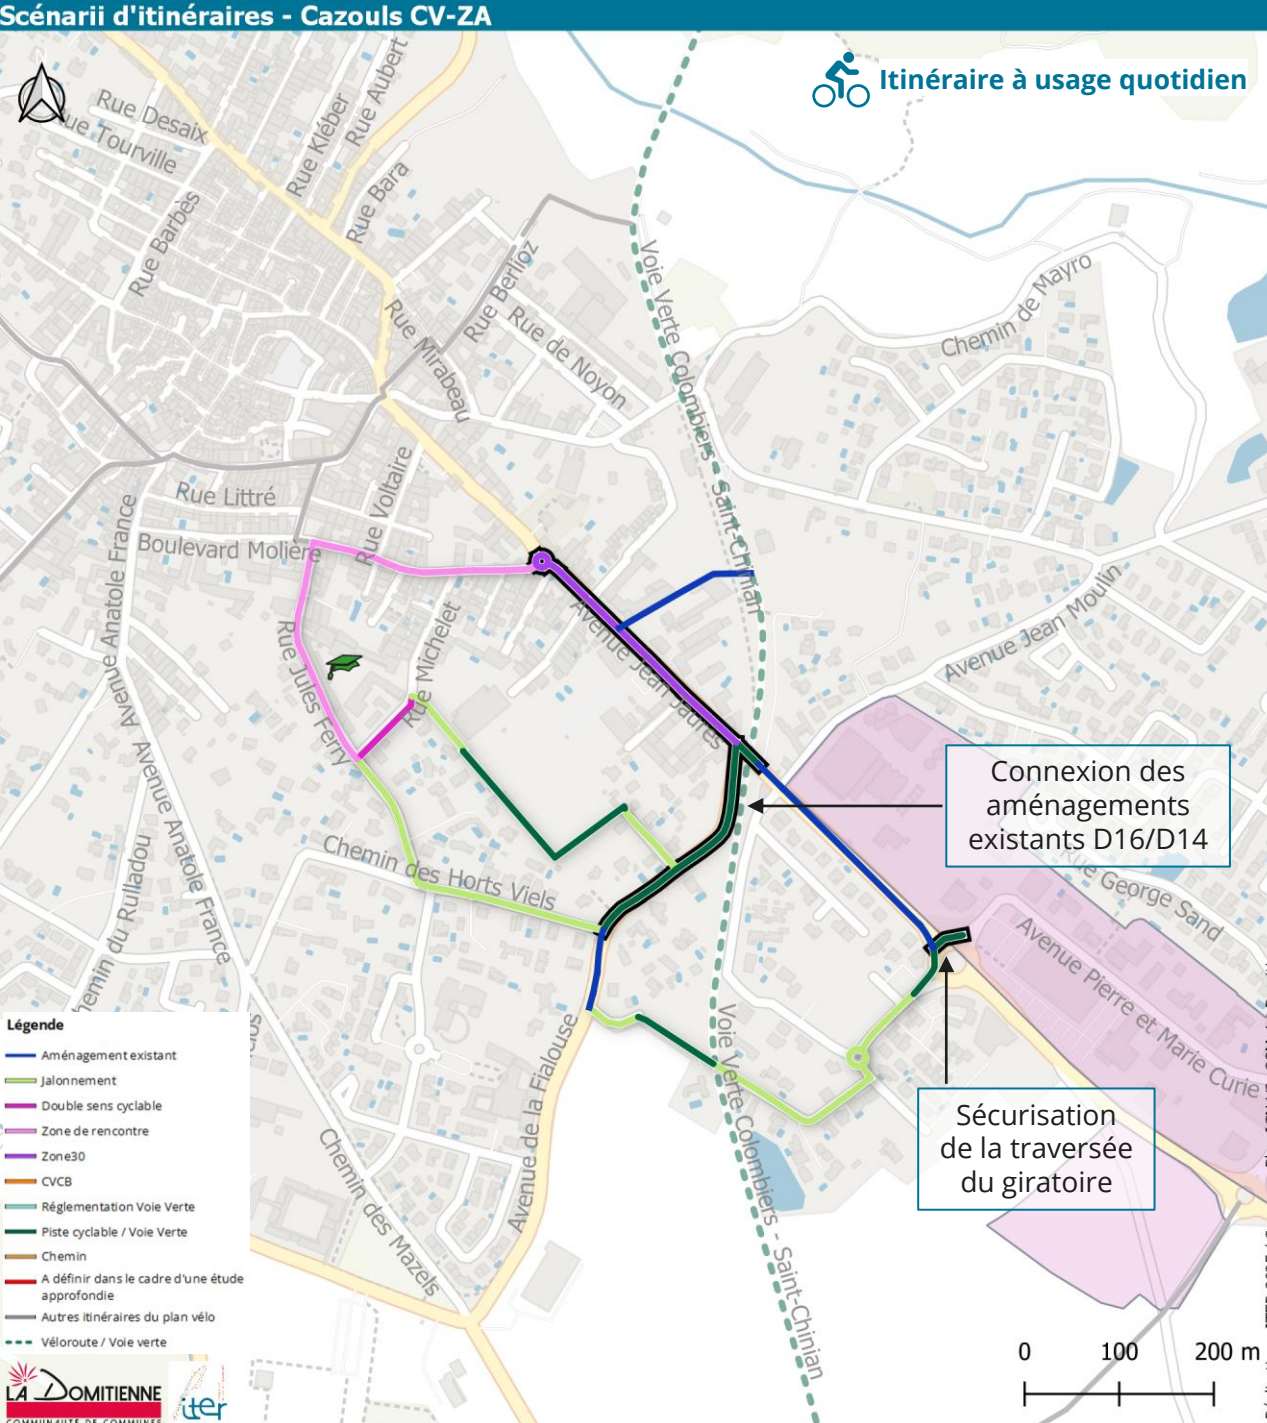 Scénarii d'itinéraires - Cazouls CV-ZA
Itinéraire à usage quotidien
Rue Desaix
Rue Tourville
Rue Kléber
Rue Aubert
Rue Bara
Rue Barbès
Rue Berlioz
Rue Mirabeau
Rue de Noyon
Voie Verte Colombiers - Saint-Chinian
Chemin de Mayro
Rue Voltaire
Rue Littré
Boulevard Molière
Avenue Anatole France
Avenue Jean Moulin
Avenue Jean Jaurès
Rue Michelet
Rue Jules Ferry
Avenue Anatole France
Connexion des
aménagements
existants D16/D14
Chemin des Horts Viels
Rue George Sand
Chemin du Rulladou
Avenue Pierre et Marie Curie
Voie Verte Colombiers - Saint-Chinian
Avenue de la Fialouse
Chemin des Mazels
Sécurisation
de la traversée
du giratoire
Légende
Aménagement existant
Jalonnement
Double sens cyclable
Zone de rencontre
Zone30
CVCB
Réglementation Voie Verte
Piste cyclable / Voie Verte
Chemin
A définir dans le cadre d'une étude
approfondie
Autres itinéraires du plan vélo
Véloroute / Voie verte
LA DOMITIENNE
COMMUNAUTÉ DE COMMUNES
iter
0 100 200 m